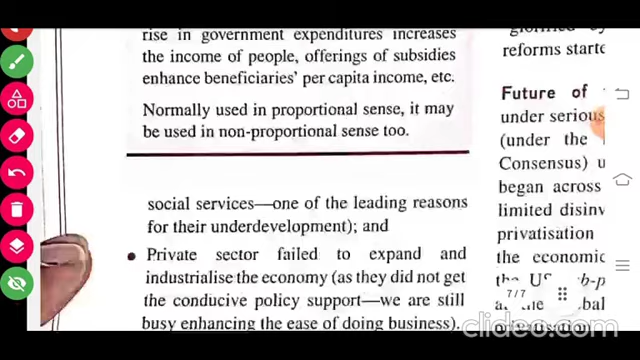 rise in government expenditures increases
the income of people, offerings of subsidies
enhance beneficiaries' per capita income, etc.
Normally used in proportional sense, it may
be used in non-proportional sense too.
social services—one of the leading reasons
for their underdevelopment); and
• Private sector failed to expand and
industrialise the economy (as they did not get
the conducive policy support—we are still
busy enhancing the ease of doing business).
reforms starte
Future of
under serious
(under the
Consensus) u
began across
limited disinv
privatisation
the economic
the US
7/7
clideo.com